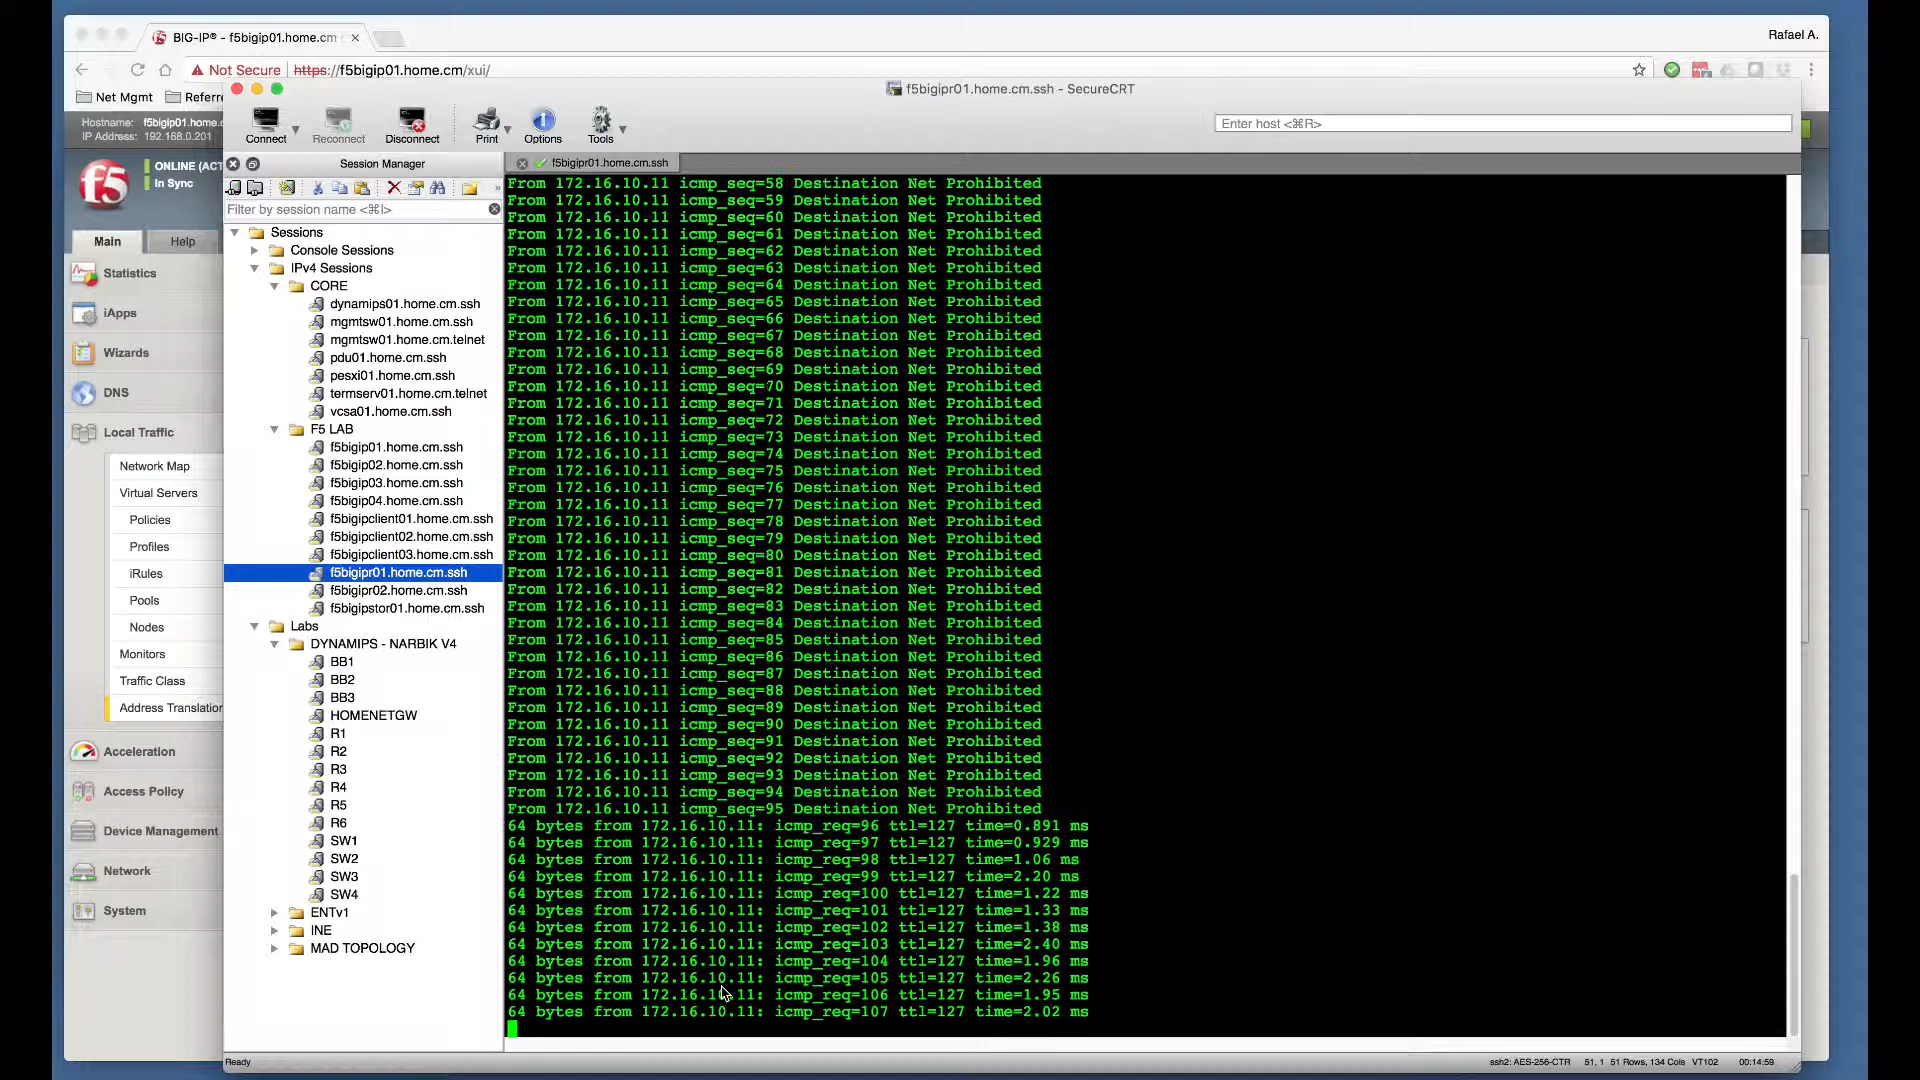 BIG-IP® - f5bigip01.home.cm
Rafael A.
Not Secure https://f5bigip01.home.cm/xui/
Net Mgmt
Referre
f5bigipr01.home.cm.ssh - SecureCRT
Hostname: f5bigip01.home.c
IP Address: 192.168.0.201
Connect
Reconnect
Disconnect
Print
Options
Tools
Enter host <⌘R>
f5
ONLINE (ACT
In Sync
Session Manager
f5bigipr01.home.cm.ssh
Filter by session name <⌘I>
Main
Help
Statistics
iApps
Wizards
DNS
Local Traffic
Network Map
Virtual Servers
Policies
Profiles
iRules
Pools
Nodes
Monitors
Traffic Class
Address Translation
Acceleration
Access Policy
Device Management
Network
System
Sessions
Console Sessions
IPv4 Sessions
CORE
dynamips01.home.cm.ssh
mgmtsw01.home.cm.ssh
mgmtsw01.home.cm.telnet
pdu01.home.cm.ssh
pesxi01.home.cm.ssh
termserv01.home.cm.telnet
vcsa01.home.cm.ssh
F5 LAB
f5bigip01.home.cm.ssh
f5bigip02.home.cm.ssh
f5bigip03.home.cm.ssh
f5bigip04.home.cm.ssh
f5bigipclient01.home.cm.ssh
f5bigipclient02.home.cm.ssh
f5bigipclient03.home.cm.ssh
f5bigipr01.home.cm.ssh
f5bigipr02.home.cm.ssh
f5bigipstor01.home.cm.ssh
Labs
DYNAMIPS - NARBIK V4
BB1
BB2
BB3
HOMENETGW
R1
R2
R3
R4
R5
R6
SW1
SW2
SW3
SW4
ENTv1
INE
MAD TOPOLOGY
From 172.16.10.11 icmp_seq=58 Destination Net Prohibited
From 172.16.10.11 icmp_seq=59 Destination Net Prohibited
From 172.16.10.11 icmp_seq=60 Destination Net Prohibited
From 172.16.10.11 icmp_seq=61 Destination Net Prohibited
From 172.16.10.11 icmp_seq=62 Destination Net Prohibited
From 172.16.10.11 icmp_seq=63 Destination Net Prohibited
From 172.16.10.11 icmp_seq=64 Destination Net Prohibited
From 172.16.10.11 icmp_seq=65 Destination Net Prohibited
From 172.16.10.11 icmp_seq=66 Destination Net Prohibited
From 172.16.10.11 icmp_seq=67 Destination Net Prohibited
From 172.16.10.11 icmp_seq=68 Destination Net Prohibited
From 172.16.10.11 icmp_seq=69 Destination Net Prohibited
From 172.16.10.11 icmp_seq=70 Destination Net Prohibited
From 172.16.10.11 icmp_seq=71 Destination Net Prohibited
From 172.16.10.11 icmp_seq=72 Destination Net Prohibited
From 172.16.10.11 icmp_seq=73 Destination Net Prohibited
From 172.16.10.11 icmp_seq=74 Destination Net Prohibited
From 172.16.10.11 icmp_seq=75 Destination Net Prohibited
From 172.16.10.11 icmp_seq=76 Destination Net Prohibited
From 172.16.10.11 icmp_seq=77 Destination Net Prohibited
From 172.16.10.11 icmp_seq=78 Destination Net Prohibited
From 172.16.10.11 icmp_seq=79 Destination Net Prohibited
From 172.16.10.11 icmp_seq=80 Destination Net Prohibited
From 172.16.10.11 icmp_seq=81 Destination Net Prohibited
From 172.16.10.11 icmp_seq=82 Destination Net Prohibited
From 172.16.10.11 icmp_seq=83 Destination Net Prohibited
From 172.16.10.11 icmp_seq=84 Destination Net Prohibited
From 172.16.10.11 icmp_seq=85 Destination Net Prohibited
From 172.16.10.11 icmp_seq=86 Destination Net Prohibited
From 172.16.10.11 icmp_seq=87 Destination Net Prohibited
From 172.16.10.11 icmp_seq=88 Destination Net Prohibited
From 172.16.10.11 icmp_seq=89 Destination Net Prohibited
From 172.16.10.11 icmp_seq=90 Destination Net Prohibited
From 172.16.10.11 icmp_seq=91 Destination Net Prohibited
From 172.16.10.11 icmp_seq=92 Destination Net Prohibited
From 172.16.10.11 icmp_seq=93 Destination Net Prohibited
From 172.16.10.11 icmp_seq=94 Destination Net Prohibited
From 172.16.10.11 icmp_seq=95 Destination Net Prohibited
64 bytes from 172.16.10.11: icmp_req=96 ttl=127 time=0.891 ms
64 bytes from 172.16.10.11: icmp_req=97 ttl=127 time=0.929 ms
64 bytes from 172.16.10.11: icmp_req=98 ttl=127 time=1.06 ms
64 bytes from 172.16.10.11: icmp_req=99 ttl=127 time=2.20 ms
64 bytes from 172.16.10.11: icmp_req=100 ttl=127 time=1.22 ms
64 bytes from 172.16.10.11: icmp_req=101 ttl=127 time=1.33 ms
64 bytes from 172.16.10.11: icmp_req=102 ttl=127 time=1.38 ms
64 bytes from 172.16.10.11: icmp_req=103 ttl=127 time=2.40 ms
64 bytes from 172.16.10.11: icmp_req=104 ttl=127 time=1.96 ms
64 bytes from 172.16.10.11: icmp_req=105 ttl=127 time=2.26 ms
64 bytes from 172.16.10.11: icmp_req=106 ttl=127 time=1.95 ms
64 bytes from 172.16.10.11: icmp_req=107 ttl=127 time=2.02 ms
Ready
ssh2: AES-256-CTR 51, 1 51 Rows, 134 Cols VT102 00:14:59